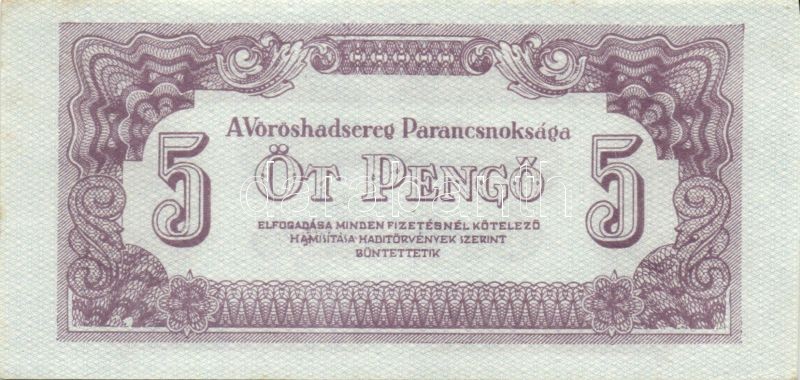 A Vöröshadsereg Parancsnoksága
5 ÖT PENGŐ 5
ELFOGADÁSA MINDEN FIZETÉSNÉL KÖTELEZŐ
HAMISÍTÁSA HADITÖRVÉNYEK SZERINT
BÜNTETTETIK